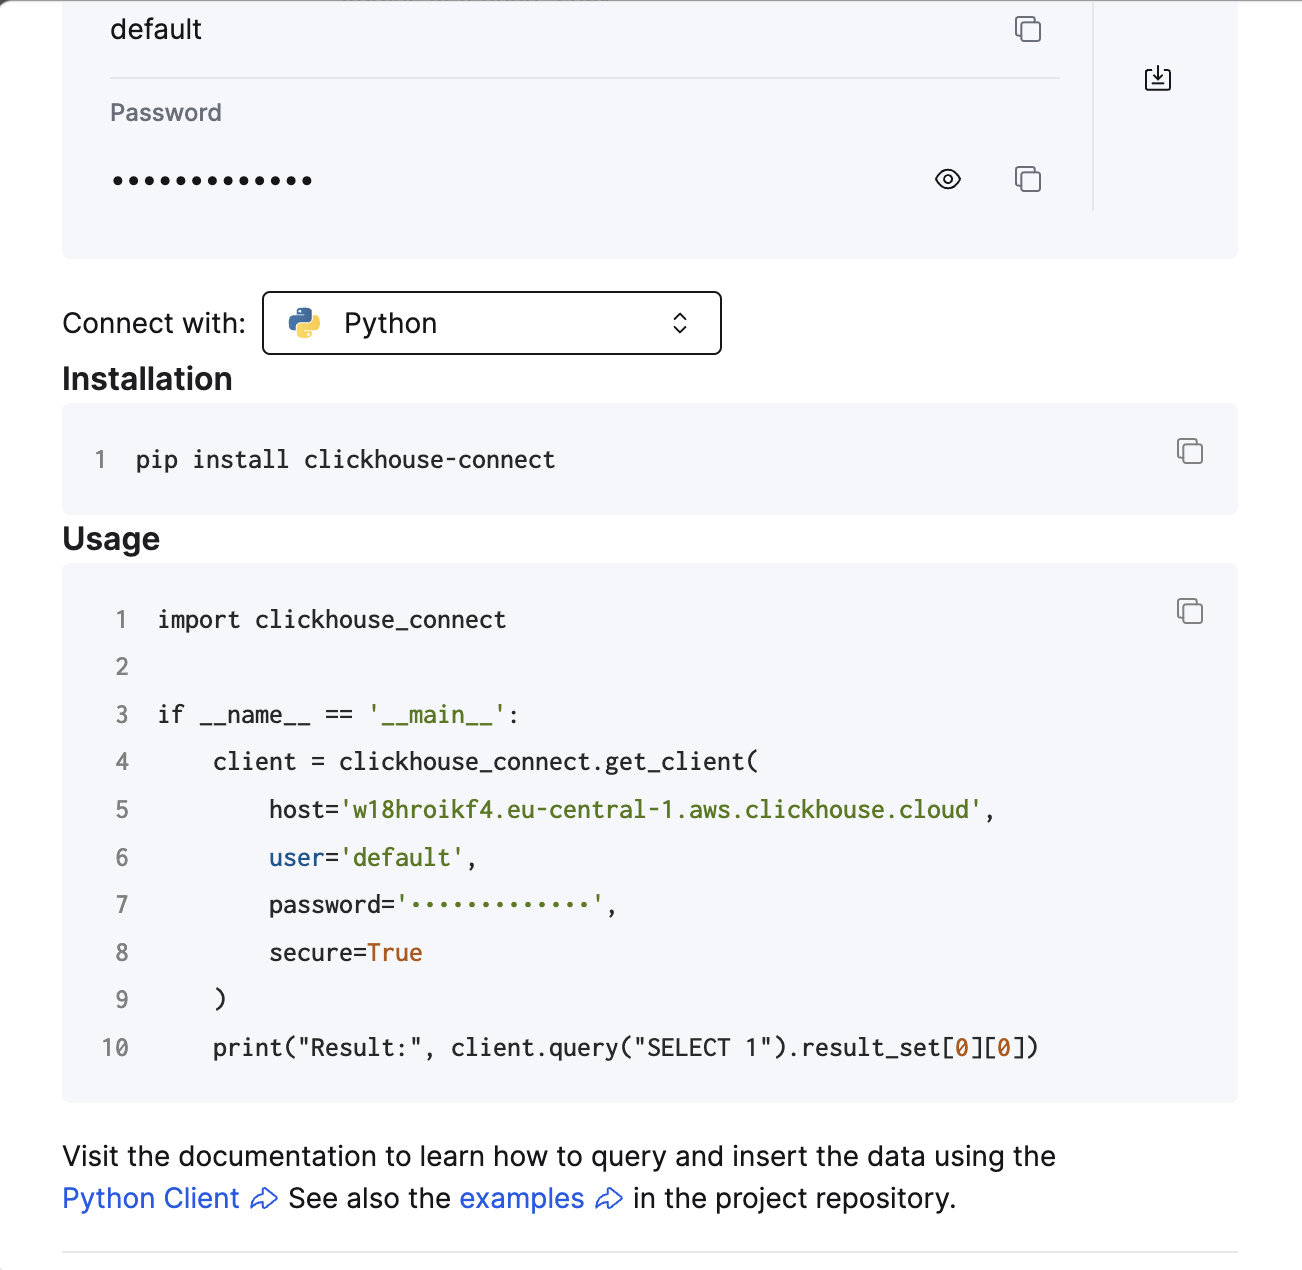 default
Password
•••••••••••••
Connect with: Python
Installation
1 pip install clickhouse-connect
Usage
1 import clickhouse_connect
2
3 if __name__ == '__main__':
4     client = clickhouse_connect.get_client(
5         host='w18hroikf4.eu-central-1.aws.clickhouse.cloud',
6         user='default',
7         password='•••••••••••••',
8         secure=True
9     )
10     print("Result:", client.query("SELECT 1").result_set[0][0])
Visit the documentation to learn how to query and insert the data using the
Python Client See also the examples in the project repository.